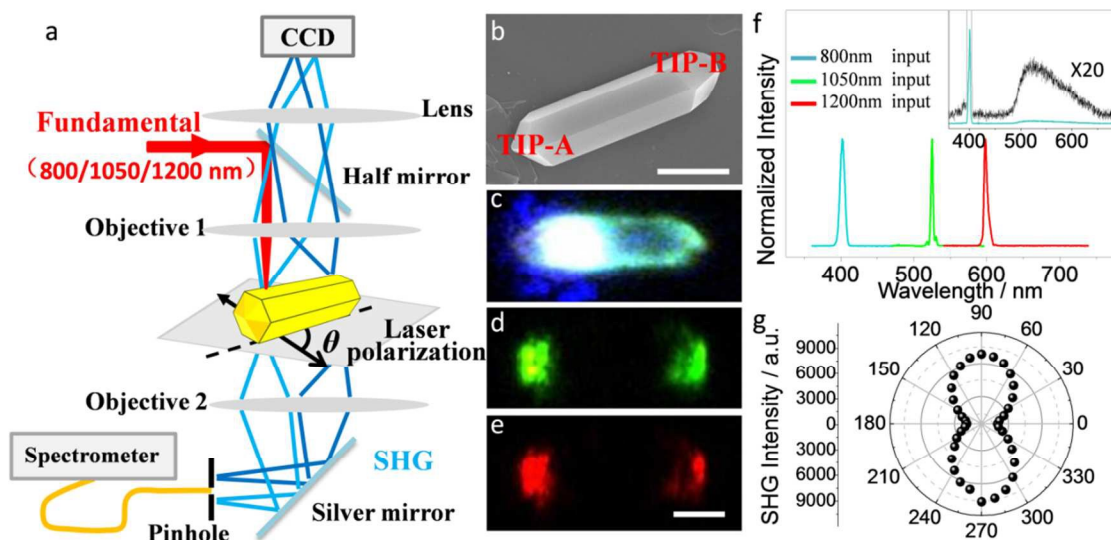 a
CCD
Lens
Fundamental
(800/1050/1200 nm)
Half mirror
Objective 1
Laser
polarization
θ
Objective 2
Spectrometer
SHG
Pinhole
Silver mirror
b
TIP-B
TIP-A
c
d
e
f
800nm input
1050nm input
1200nm input
X20
400 500 600
Normalized Intensity
400 500 600 700
Wavelength / nm
g
SHG Intensity / a.u.
9000
6000
3000
0
3000
6000
9000
90
120 60
150 30
180 0
210 330
240 300
270